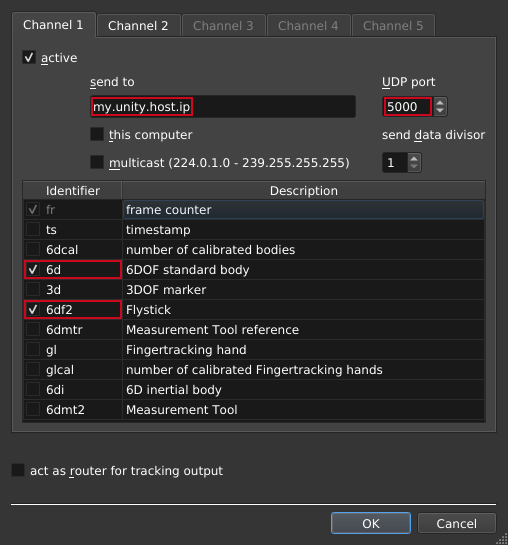 Channel 1 Channel 2 Channel 3 Channel 4 Channel 5
active
send to UDP port
my.unity.host.ip 5000
this computer send data divisor
multicast (224.0.1.0 - 239.255.255.255) 1
Identifier Description
fr frame counter
ts timestamp
6dcal number of calibrated bodies
6d 6DOF standard body
3d 3DOF marker
6df2 Flystick
6dmtr Measurement Tool reference
gl Fingertracking hand
glcal number of calibrated Fingertracking hands
6di 6D inertial body
6dmt2 Measurement Tool
act as router for tracking output
OK Cancel